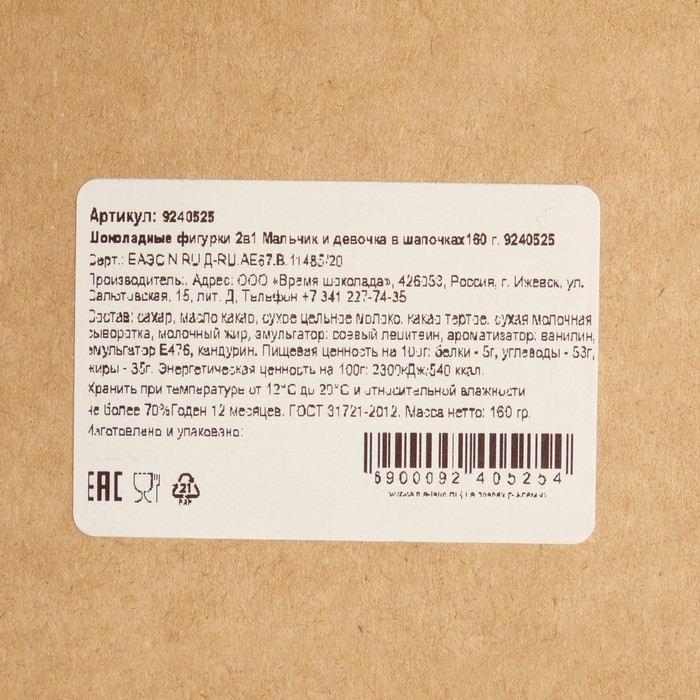 Артикул: 9240525
Шоколадные фигурки 2в1 Мальчик и девочка в шапочках160 г. 9240525
Серт.: ЕАЭС N RU Д-RU.АЕ67.В.11485/20
Производитель:. Адрес: ООО «Время шоколада», 426053, Россия, г. Ижевск, ул.
Салютовская, 15, лит. Д, Телефон +7 341 227-74-35
Состав: сахар, масло какао, сухое цельное молоко, какао тертое, сухая молочная
сыворотка, молочный жир, эмульгатор: соевый лецитин, ароматизатор: ванилин,
эмульгатор Е476, кандурин. Пищевая ценность на 100г: белки - 5г, углеводы - 53г,
жиры - 35г. Энергетическая ценность на 100г: 2300кДж/540 ккал.
Хранить при температуре от 12°С до 20°С и относительной влажности
не более 70%Годен 12 месяцев. ГОСТ 31721-2012. Масса нетто: 160 гр.
Изготовлено и упаковано:
6900092 405254
EAC
21
PAP